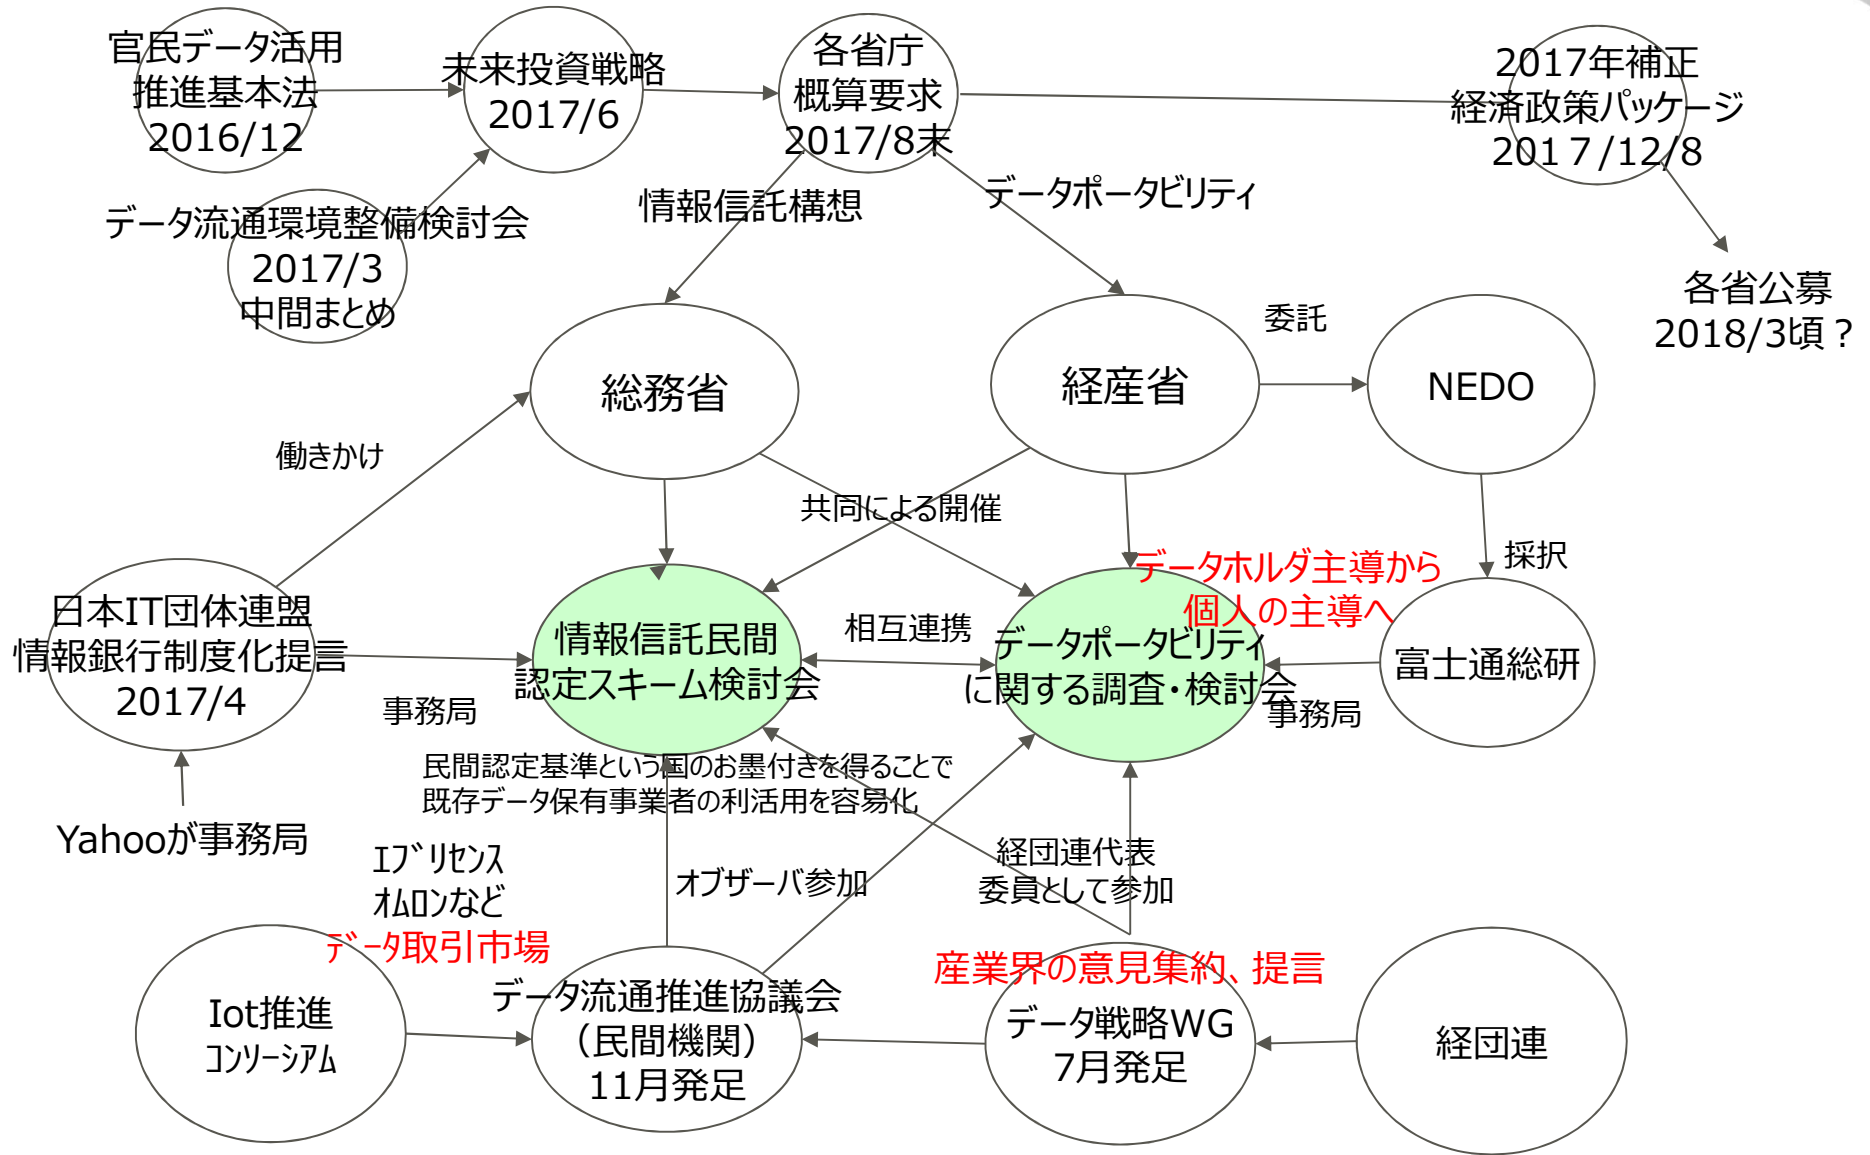 官民データ活用
推進基本法
2016/12
未来投資戦略
2017/6
各省庁
概算要求
2017/8末
2017年補正
経済政策パッケージ
201７/12/8
データ流通環境整備検討会
2017/3
中間まとめ
情報信託構想
データポータビリティ
各省公募
2018/3頃？
総務省
経産省
委託
NEDO
働きかけ
共同による開催
データホルダ主導から
個人の主導へ
採択
日本IT団体連盟
情報銀行制度化提言
2017/4
情報信託民間
認定スキーム検討会
相互連携
データポータビリティ
に関する調査・検討会
富士通総研
事務局
事務局
民間認定基準という国のお墨付きを得ることで
既存データ保有事業者の利活用を容易化
Yahooが事務局
ｴﾌﾞﾘｾﾝｽ
ｵﾑﾛﾝなど
ﾃﾞｰﾀ取引市場
オブザーバ参加
経団連代表
委員として参加
Iot推進
ｺﾝｿｰｼｱﾑ
データ流通推進協議会
（民間機関）
11月発足
産業界の意見集約、提言
データ戦略WG
7月発足
経団連